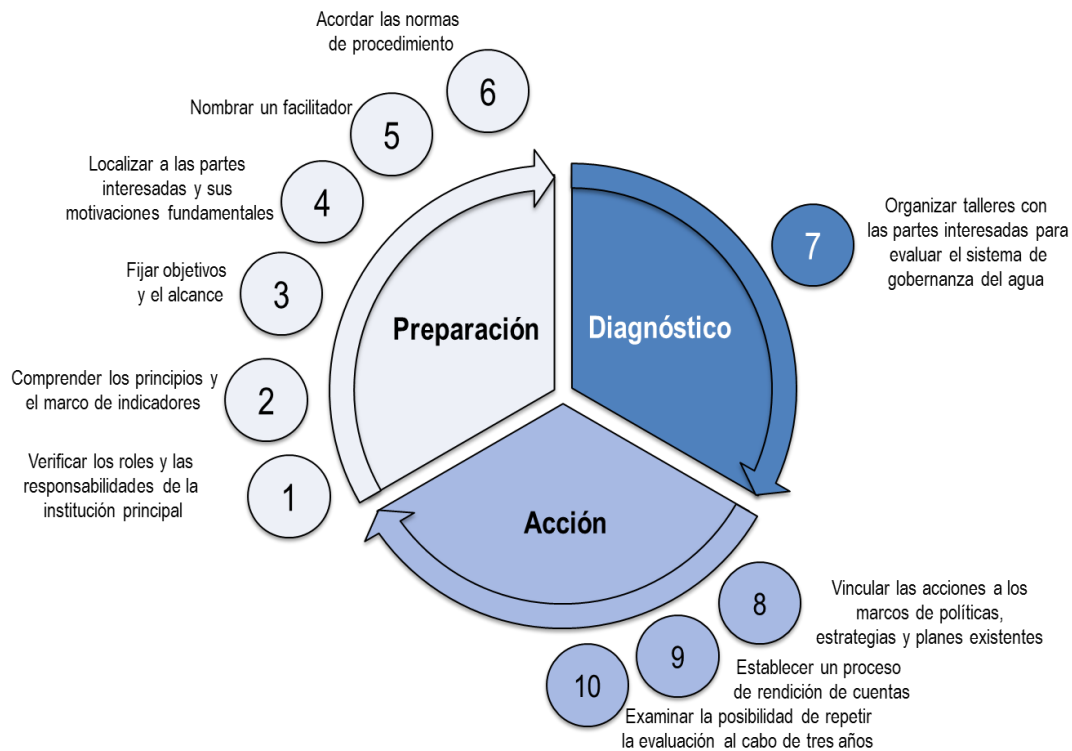 Acordar las normas
de procedimiento
6
Nombrar un facilitador
5
Localizar a las partes
interesadas y sus
motivaciones fundamentales
4
Fijar objetivos
y el alcance
3
Comprender los principios y
el marco de indicadores
2
Verificar los roles y las
responsabilidades de la
institución principal
1
Preparación
Diagnóstico
7
Organizar talleres con
las partes interesadas para
evaluar el sistema de
gobernanza del agua
Acción
8
Vincular las acciones a los
marcos de políticas,
estrategias y planes existentes
9
Establecer un proceso
de rendición de cuentas
10
Examinar la posibilidad de repetir
la evaluación al cabo de tres años